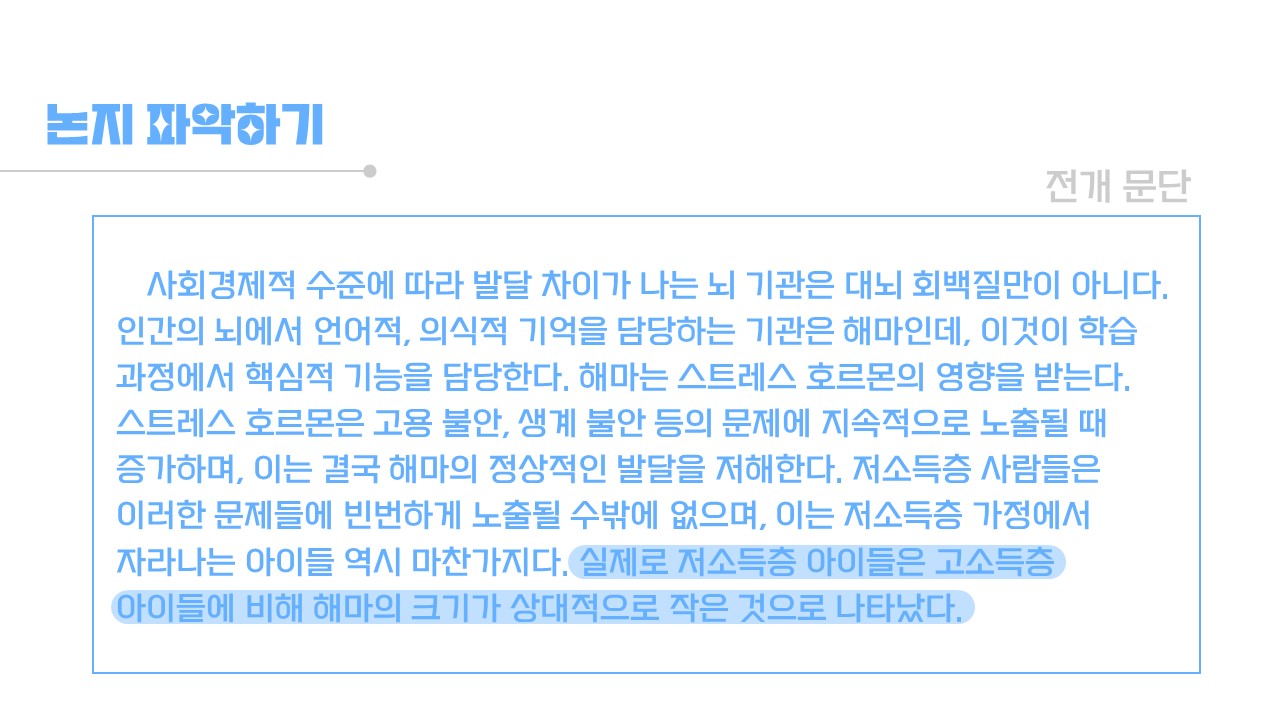 논지 파악하기
전개 문단
사회경제적 수준에 따라 발달 차이가 나는 뇌 기관은 대뇌 회백질만이 아니다.
인간의 뇌에서 언어적, 의식적 기억을 담당하는 기관은 해마인데, 이것이 학습
과정에서 핵심적 기능을 담당한다. 해마는 스트레스 호르몬의 영향을 받는다.
스트레스 호르몬은 고용 불안, 생계 불안 등의 문제에 지속적으로 노출될 때
증가하며, 이는 결국 해마의 정상적인 발달을 저해한다. 저소득층 사람들은
이러한 문제들에 빈번하게 노출될 수밖에 없으며, 이는 저소득층 가정에서
자라나는 아이들 역시 마찬가지다. 실제로 저소득층 아이들은 고소득층
아이들에 비해 해마의 크기가 상대적으로 작은 것으로 나타났다.